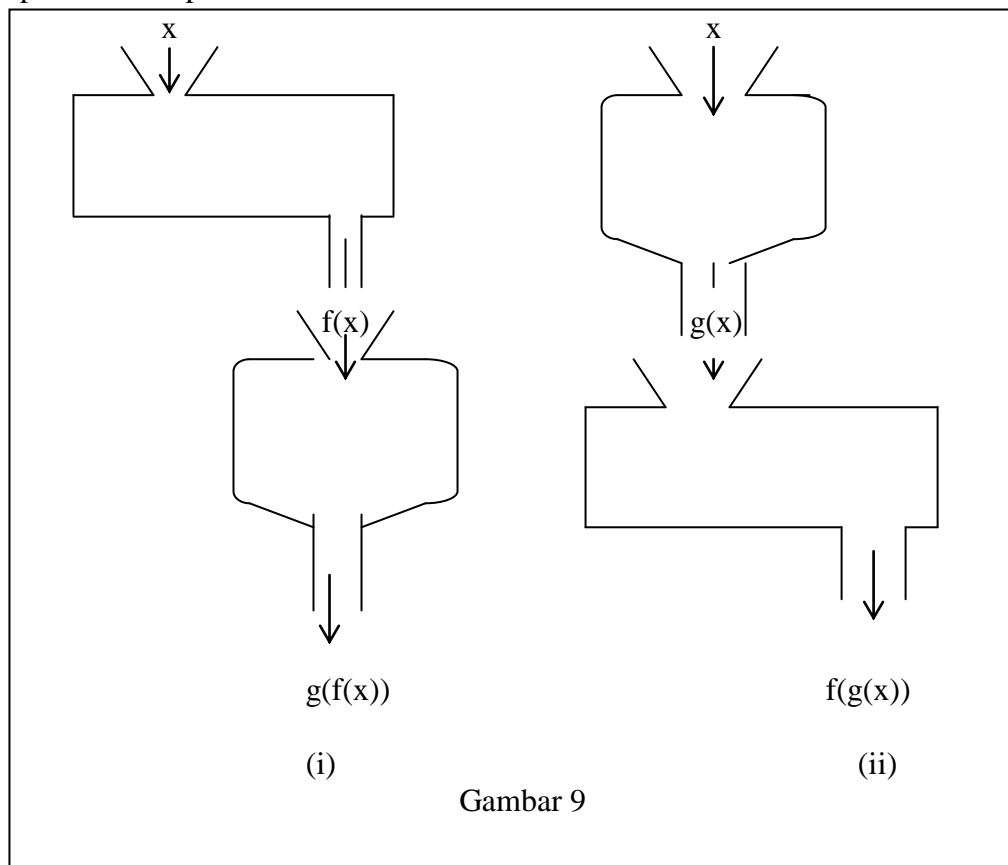 x x
f(x) g(x)
g(f(x)) f(g(x))
(i) (ii)
Gambar 9